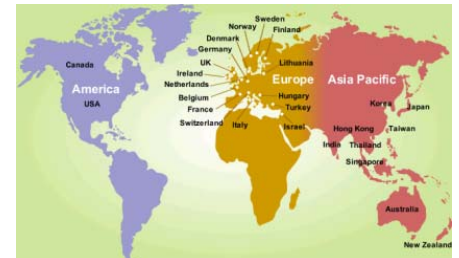 Sweden
Norway
Finland
Denmark
Germany
UK
Ireland
Netherlands
Belgium
France
Switzerland
Italy
Lithuania
Hungary
Turkey
Israel
Europe
Canada
America
USA
Asia Pacific
Korea
Japan
Hong Kong
Taiwan
India
Thailand
Singapore
Australia
New Zealand